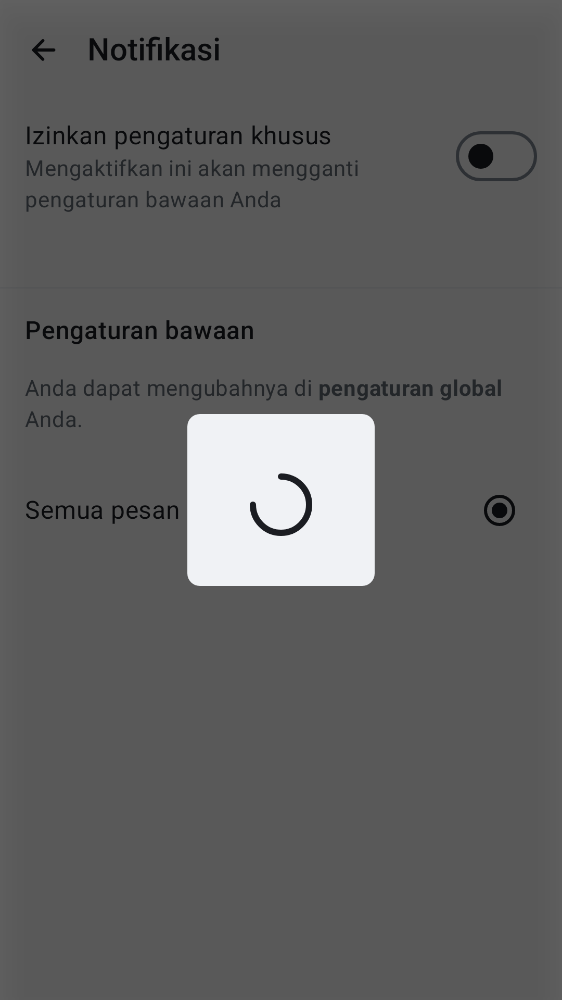 Notifikasi
Izinkan pengaturan khusus
Mengaktifkan ini akan mengganti
pengaturan bawaan Anda
Pengaturan bawaan
Anda dapat mengubahnya di pengaturan global
Anda.
Semua pesan